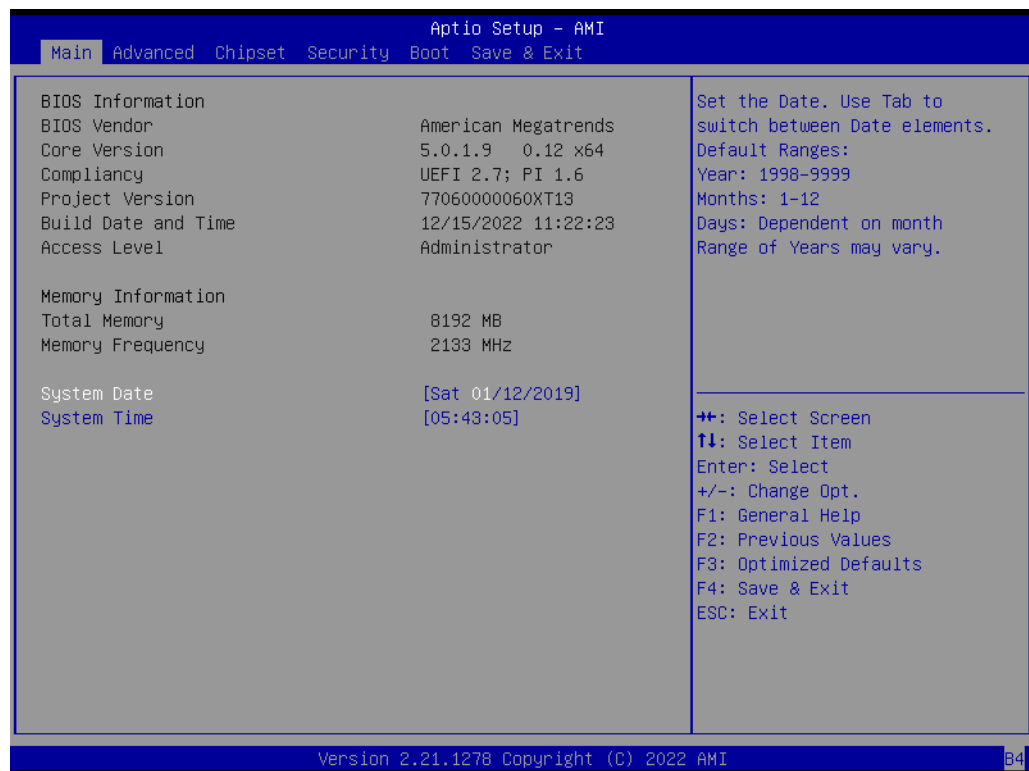 Aptio Setup – AMI
Main Advanced Chipset Security Boot Save & Exit
BIOS Information
BIOS Vendor American Megatrends
Core Version 5.0.1.9 0.12 x64
Compliancy UEFI 2.7; PI 1.6
Project Version 77060000060XT13
Build Date and Time 12/15/2022 11:22:23
Access Level Administrator
Memory Information
Total Memory 8192 MB
Memory Frequency 2133 MHz
System Date [Sat 01/12/2019]
System Time [05:43:05]
Set the Date. Use Tab to
switch between Date elements.
Default Ranges:
Year: 1998-9999
Months: 1-12
Days: Dependent on month
Range of Years may vary.
→←: Select Screen
↑↓: Select Item
Enter: Select
+/-: Change Opt.
F1: General Help
F2: Previous Values
F3: Optimized Defaults
F4: Save & Exit
ESC: Exit
Version 2.21.1278 Copyright (C) 2022 AMI
B4